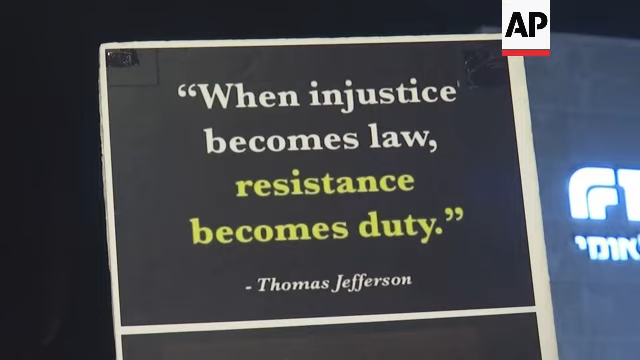 AP
“When injustice
becomes law,
resistance
becomes duty.”
- Thomas Jefferson